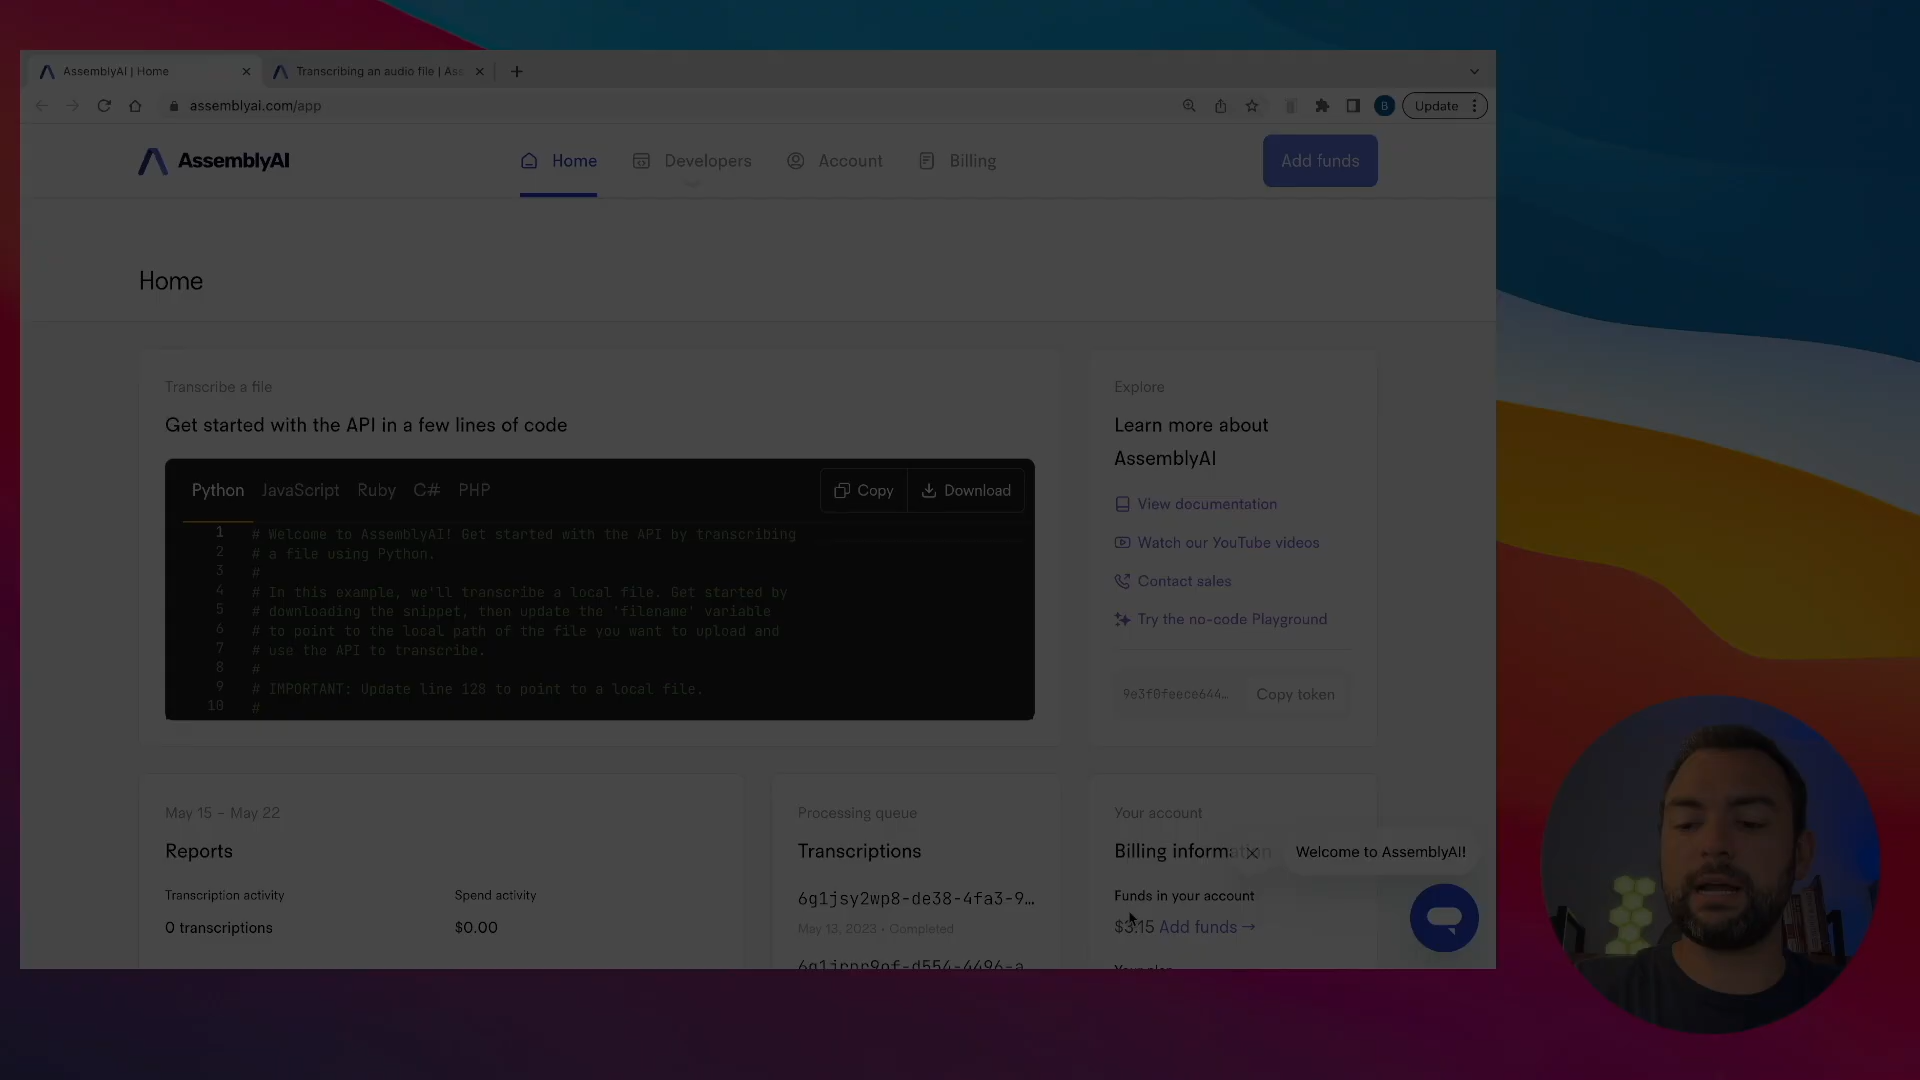 AssemblyAI | Home
Transcribing an audio file | Ass
assemblyai.com/app
B
Update
AssemblyAI
Home
Developers
Account
Billing
Add funds
Home
Transcribe a file
Get started with the API in a few lines of code
Python JavaScript Ruby C# PHP
Copy
Download
1 # Welcome to AssemblyAI! Get started with the API by transcribing
2 # a file using Python.
3 #
4 # In this example, we'll transcribe a local file. Get started by
5 # downloading the snippet, then update the 'filename' variable
6 # to point to the local path of the file you want to upload and
7 # use the API to transcribe.
8 #
9 # IMPORTANT: Update line 128 to point to a local file.
10 #
Explore
Learn more about
AssemblyAI
View documentation
Watch our YouTube videos
Contact sales
Try the no-code Playground
9e3f0feece644...
Copy token
May 15 - May 22
Reports
Transcription activity
0 transcriptions
Spend activity
$0.00
Processing queue
Transcriptions
6g1jsy2wp8-de38-4fa3-9...
May 13, 2023 • Completed
Your account
Billing information
Funds in your account
Add funds →
Welcome to AssemblyAI!